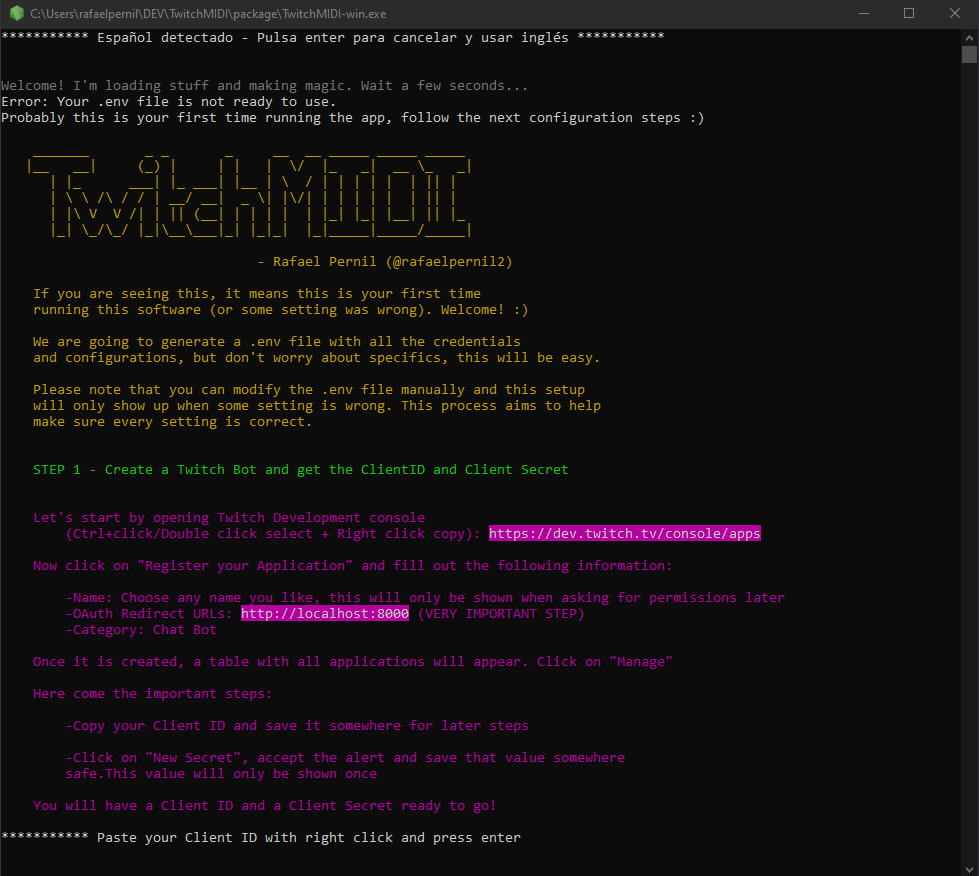 C:\Users\rafaelpernil\DEV\TwitchMIDI\package\TwitchMIDI-win.exe
*********** Español detectado - Pulsa enter para cancelar y usar inglés ***********
Welcome! I'm loading stuff and making magic. Wait a few seconds...
Error: Your .env file is not ready to use.
Probably this is your first time running the app, follow the next configuration steps :)
TwitchMIDI
- Rafael Pernil (@rafaelpernil2)
If you are seeing this, it means this is your first time
running this software (or some setting was wrong). Welcome! :)
We are going to generate a .env file with all the credentials
and configurations, but don't worry about specifics, this will be easy.
Please note that you can modify the .env file manually and this setup
will only show up when some setting is wrong. This process aims to help
make sure every setting is correct.
STEP 1 - Create a Twitch Bot and get the ClientID and Client Secret
Let's start by opening Twitch Development console
(Ctrl+click/Double click select + Right click copy): https://dev.twitch.tv/console/apps
Now click on "Register your Application" and fill out the following information:
-Name: Choose any name you like, this will only be shown when asking for permissions later
-OAuth Redirect URLs: http://localhost:8000 (VERY IMPORTANT STEP)
-Category: Chat Bot
Once it is created, a table with all applications will appear. Click on "Manage"
Here come the important steps:
-Copy your Client ID and save it somewhere for later steps
-Click on "New Secret", accept the alert and save that value somewhere
safe.This value will only be shown once
You will have a Client ID and a Client Secret ready to go!
*********** Paste your Client ID with right click and press enter